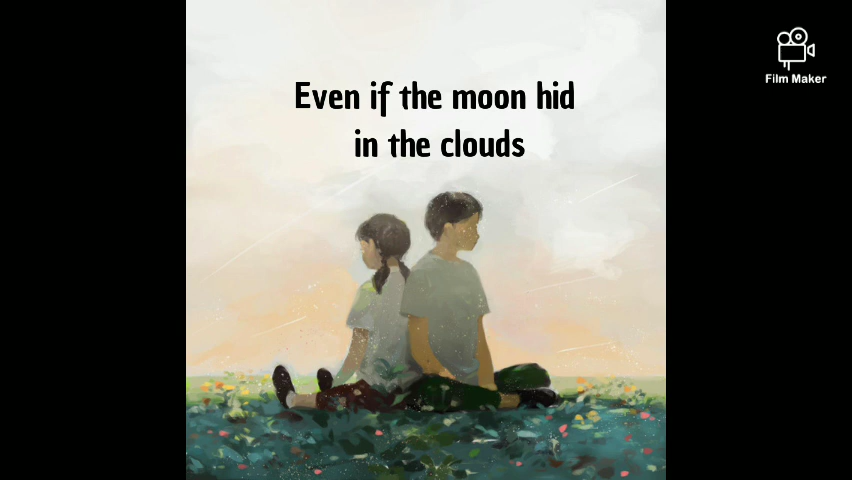 Even if the moon hid
in the clouds
Film Maker